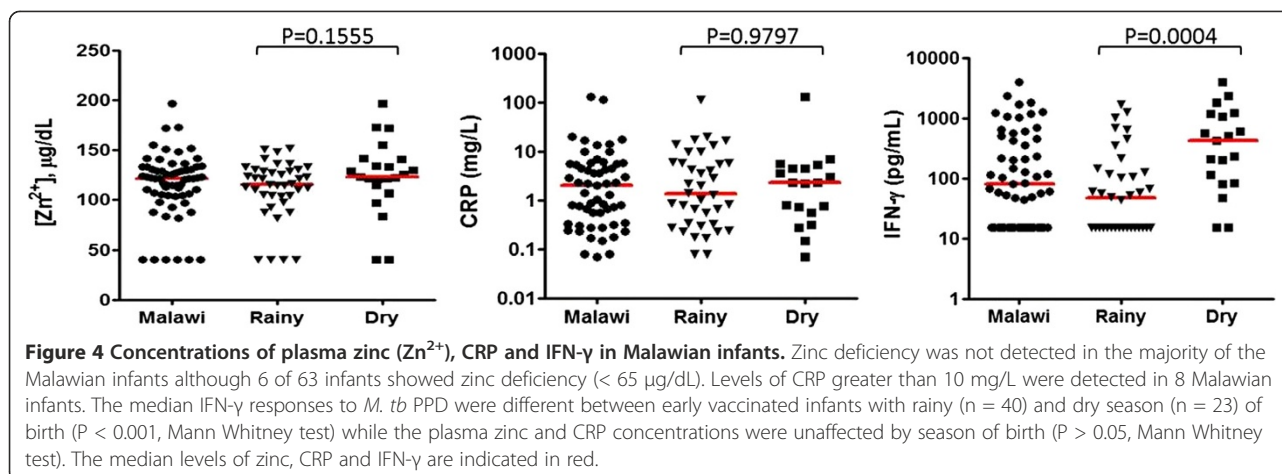 P=0.1555
250
200
150
100
50
0
[Zn2+], µg/dL
Malawi Rainy Dry
P=0.9797
1000
100
10
1
0.1
0.01
CRP (mg/L)
Malawi Rainy Dry
P=0.0004
10000
1000
100
10
1
IFN-γ (pg/mL)
Malawi Rainy Dry
Figure 4 Concentrations of plasma zinc (Zn2+), CRP and IFN-γ in Malawian infants. Zinc deficiency was not detected in the majority of the
Malawian infants although 6 of 63 infants showed zinc deficiency (< 65 µg/dL). Levels of CRP greater than 10 mg/L were detected in 8 Malawian
infants. The median IFN-γ responses to M. tb PPD were different between early vaccinated infants with rainy (n = 40) and dry season (n = 23) of
birth (P < 0.001, Mann Whitney test) while the plasma zinc and CRP concentrations were unaffected by season of birth (P > 0.05, Mann Whitney
test). The median levels of zinc, CRP and IFN-γ are indicated in red.